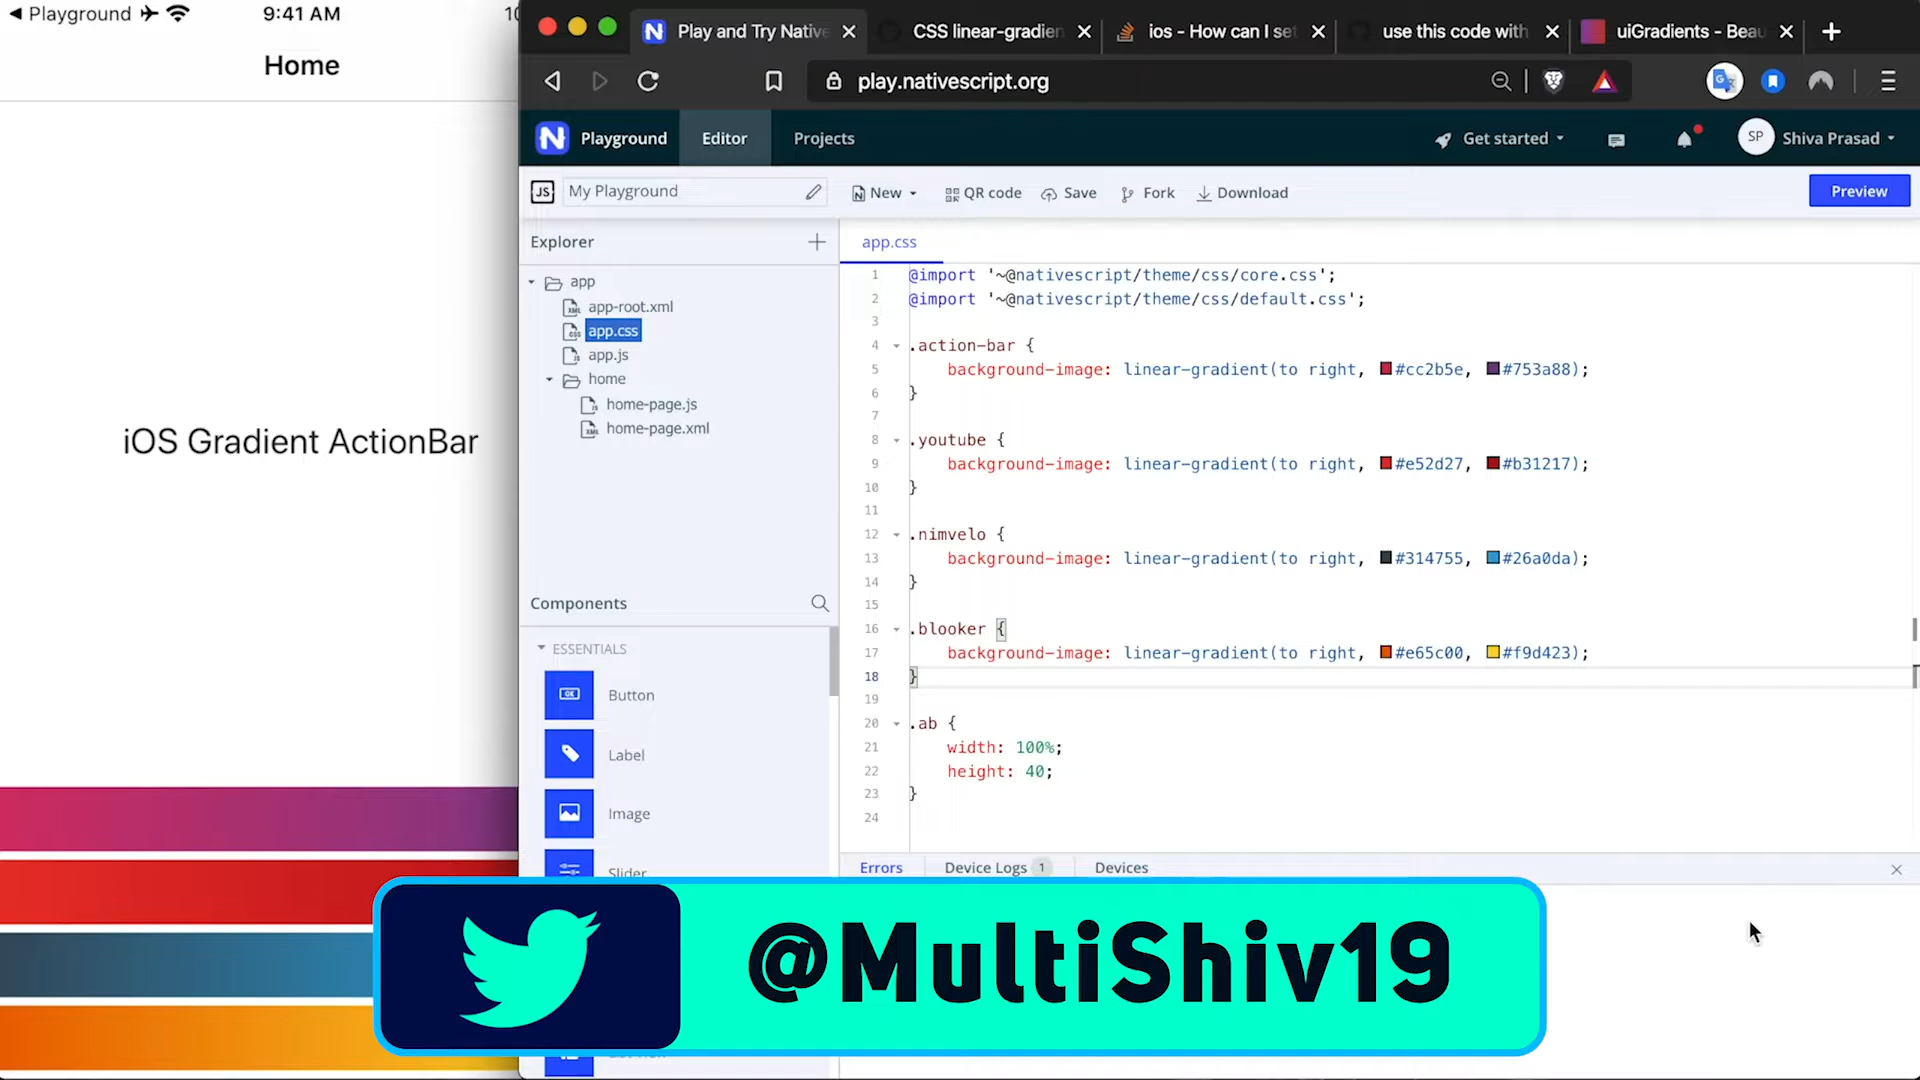 Playground
9:41 AM
10
Home
iOS Gradient ActionBar
Play and Try Native
CSS linear-gradien
ios - How can I set
use this code with
uiGradients - Beau
play.nativescript.org
N Playground
Editor
Projects
Get started
SP
Shiva Prasad
JS
My Playground
New
QR code
Save
Fork
Download
Preview
Explorer
app
app-root.xml
app.css
app.js
home
home-page.js
home-page.xml
Components
ESSENTIALS
Button
Label
Image
Slider
app.css
1 @import '~@nativescript/theme/css/core.css';
2 @import '~@nativescript/theme/css/default.css';
3
4 .action-bar {
5 background-image: linear-gradient(to right, #cc2b5e, #753a88);
6 }
7
8 .youtube {
9 background-image: linear-gradient(to right, #e52d27, #b31217);
10 }
11
12 .nimvelo {
13 background-image: linear-gradient(to right, #314755, #26a0da);
14 }
15
16 .blooker {
17 background-image: linear-gradient(to right, #e65c00, #f9d423);
18 }
19
20 .ab {
21 width: 100%;
22 height: 40;
23 }
24
Errors
Device Logs 1
Devices
@MultiShiv19